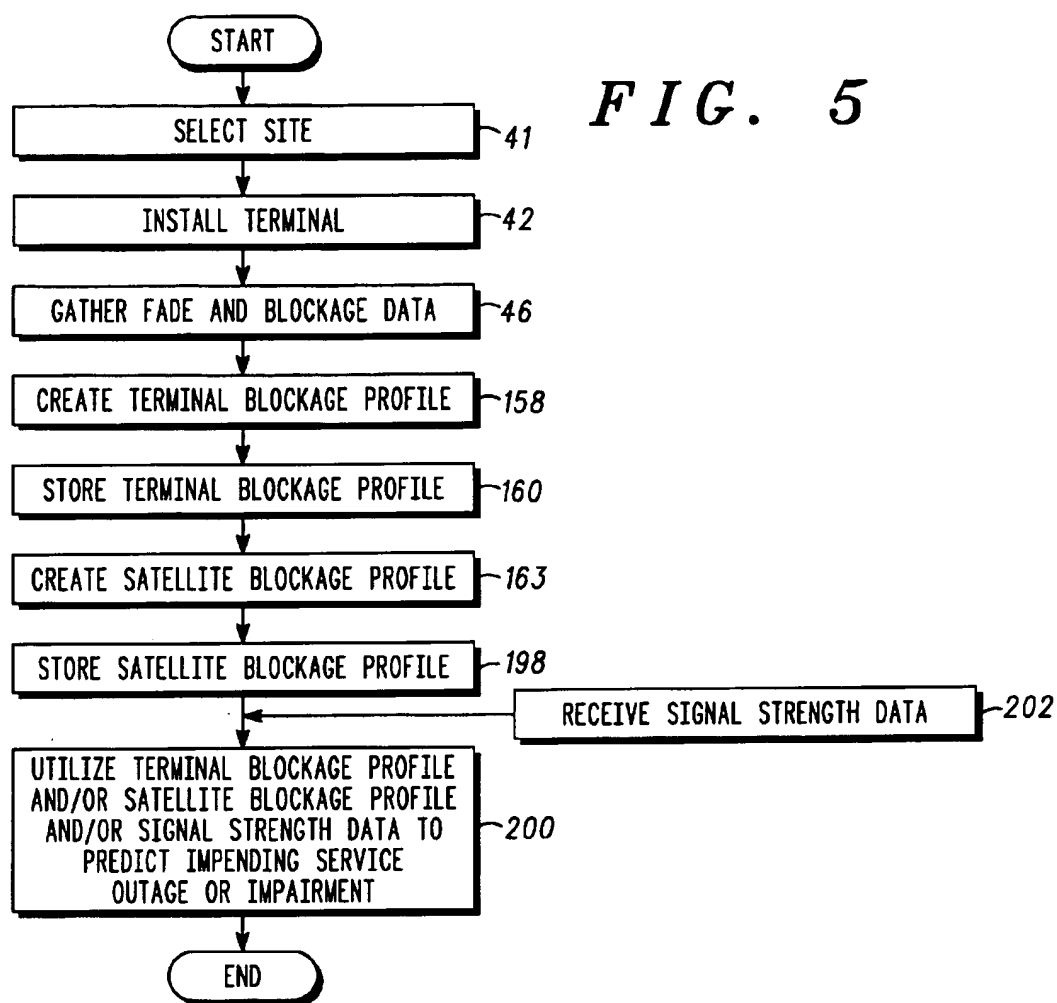 START
FIG. 5
SELECT SITE
41
INSTALL TERMINAL
42
GATHER FADE AND BLOCKAGE DATA
46
CREATE TERMINAL BLOCKAGE PROFILE
158
STORE TERMINAL BLOCKAGE PROFILE
160
CREATE SATELLITE BLOCKAGE PROFILE
163
STORE SATELLITE BLOCKAGE PROFILE
198
RECEIVE SIGNAL STRENGTH DATA
202
UTILIZE TERMINAL BLOCKAGE PROFILE
AND/OR SATELLITE BLOCKAGE PROFILE
AND/OR SIGNAL STRENGTH DATA TO
PREDICT IMPENDING SERVICE
OUTAGE OR IMPAIRMENT
200
END